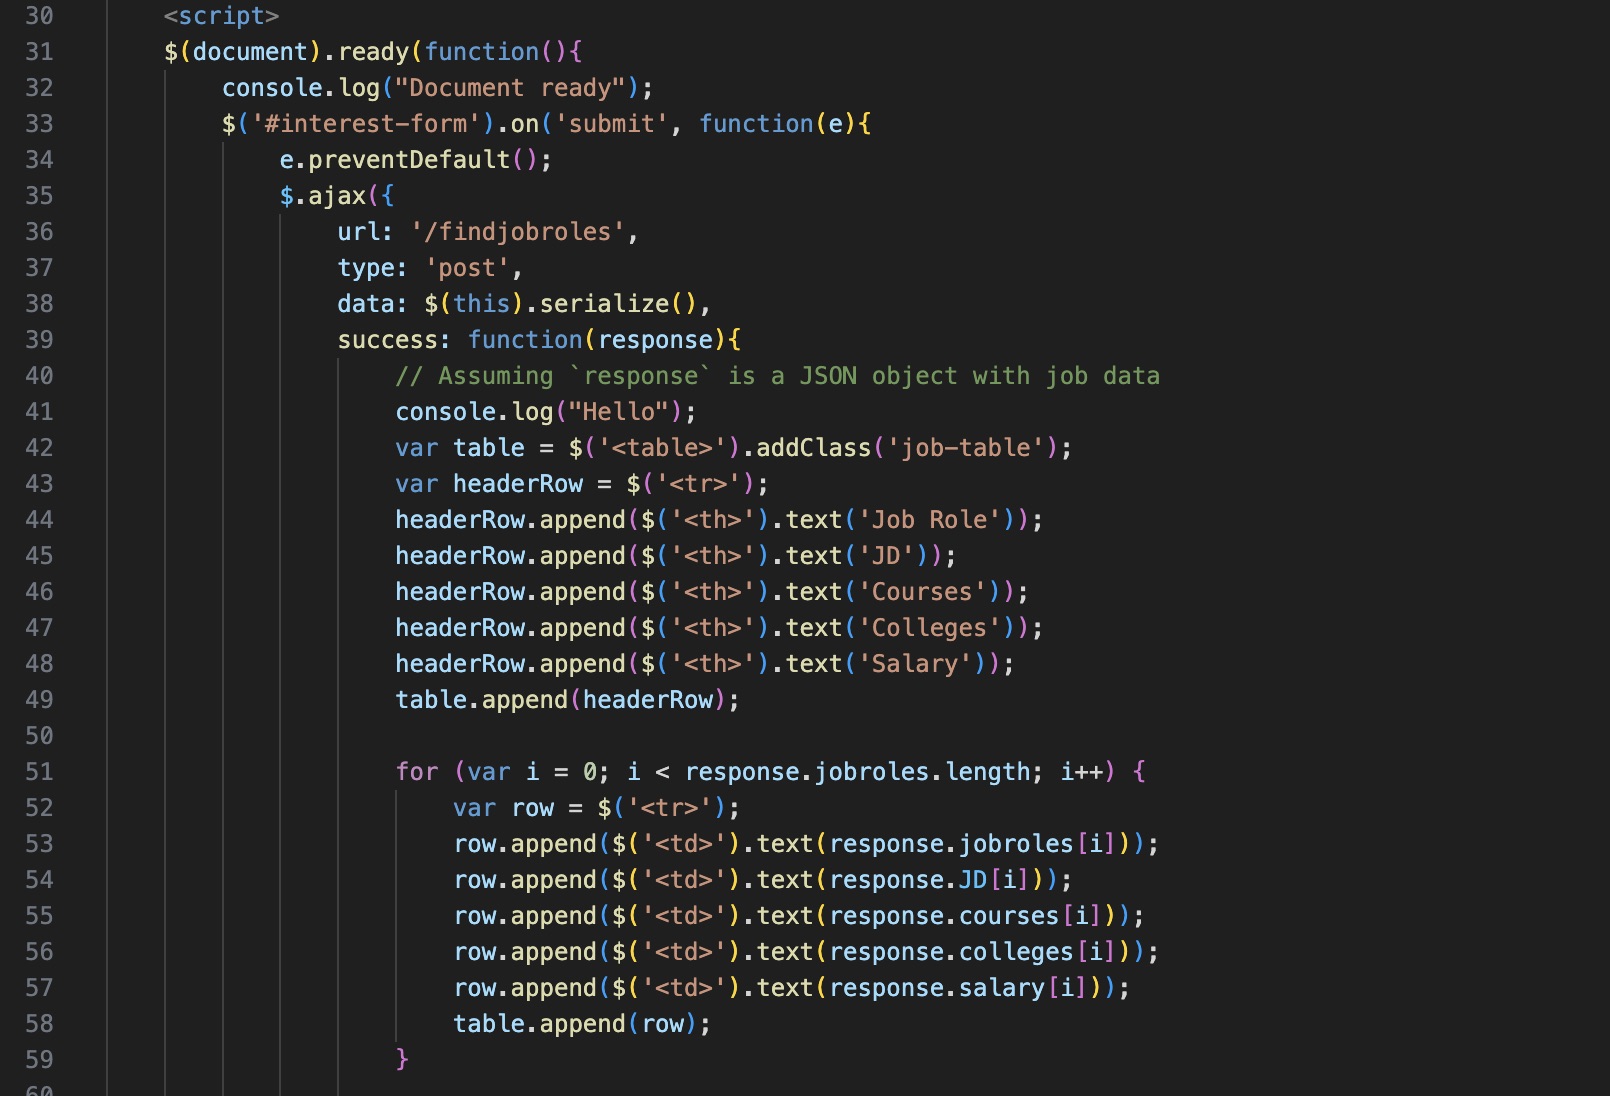 30 <script>
31 $(document).ready(function(){
32     console.log("Document ready");
33     $('#interest-form').on('submit', function(e){
34         e.preventDefault();
35         $.ajax({
36             url: '/findjobroles',
37             type: 'post',
38             data: $(this).serialize(),
39             success: function(response){
40                 // Assuming `response` is a JSON object with job data
41                 console.log("Hello");
42                 var table = $('<table>').addClass('job-table');
43                 var headerRow = $('<tr>');
44                 headerRow.append($('<th>').text('Job Role'));
45                 headerRow.append($('<th>').text('JD'));
46                 headerRow.append($('<th>').text('Courses'));
47                 headerRow.append($('<th>').text('Colleges'));
48                 headerRow.append($('<th>').text('Salary'));
49                 table.append(headerRow);
50
51                 for (var i = 0; i < response.jobroles.length; i++) {
52                     var row = $('<tr>');
53                     row.append($('<td>').text(response.jobroles[i]));
54                     row.append($('<td>').text(response.JD[i]));
55                     row.append($('<td>').text(response.courses[i]));
56                     row.append($('<td>').text(response.colleges[i]));
57                     row.append($('<td>').text(response.salary[i]));
58                     table.append(row);
59                 }
60